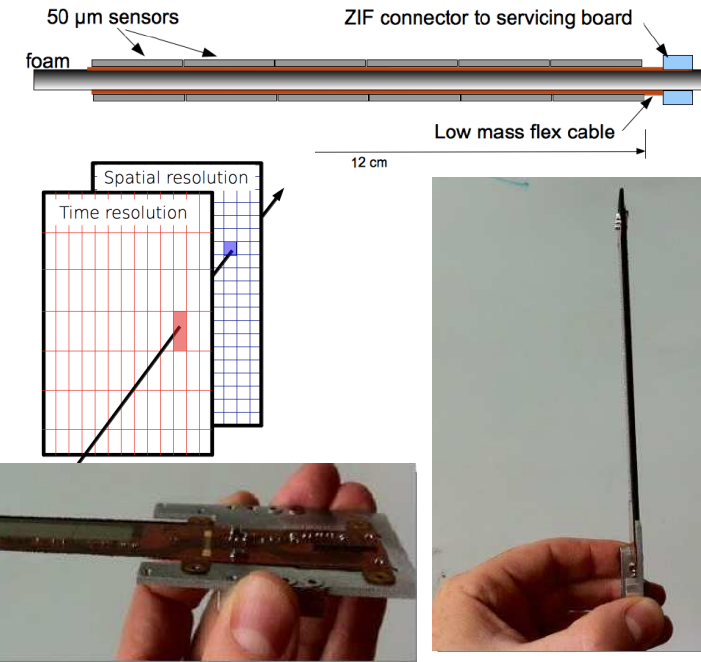 50 µm sensors
ZIF connector to servicing board
foam
Low mass flex cable
12 cm
Spatial resolution
Time resolution